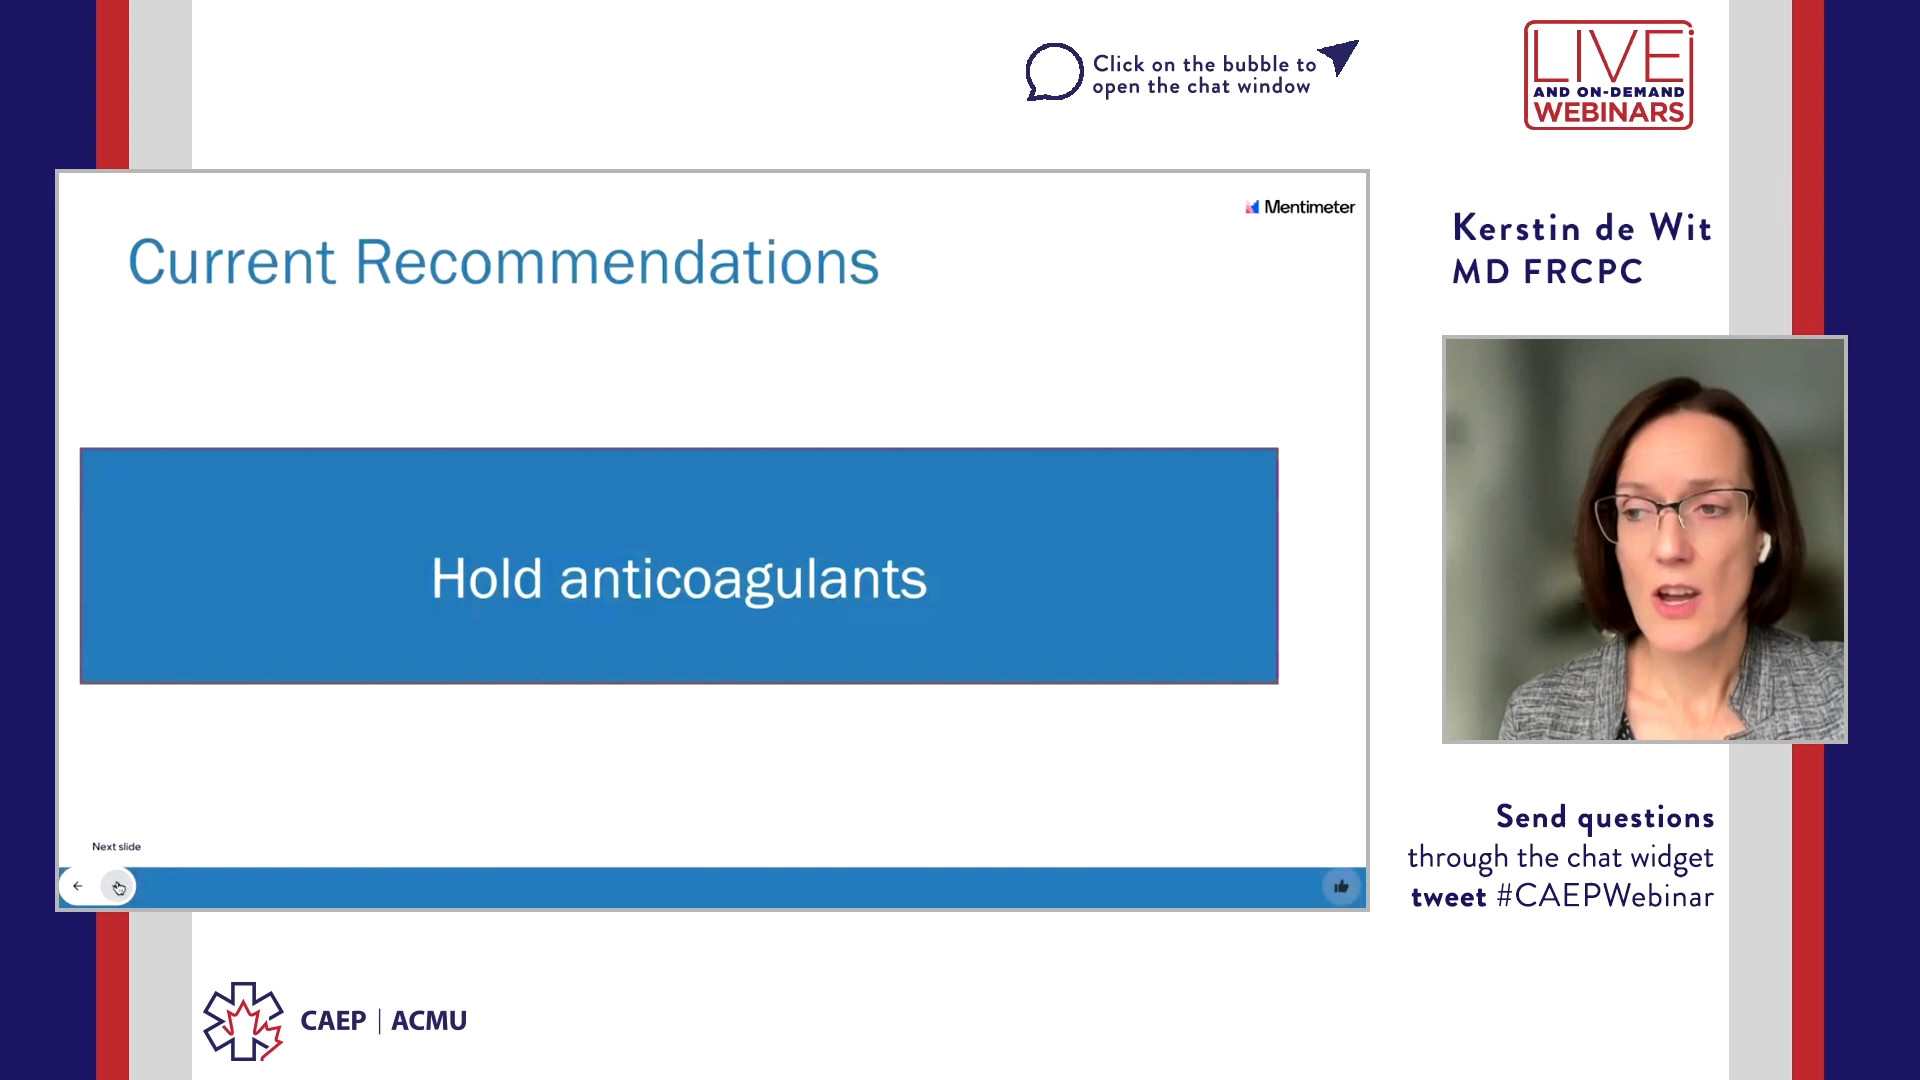 Click on the bubble to
open the chat window
LIVE
AND ON-DEMAND
WEBINARS
Mentimeter
Current Recommendations
Hold anticoagulants
Next slide
Kerstin de Wit
MD FRCPC
Send questions
through the chat widget
tweet #CAEPWebinar
CAEP | ACMU